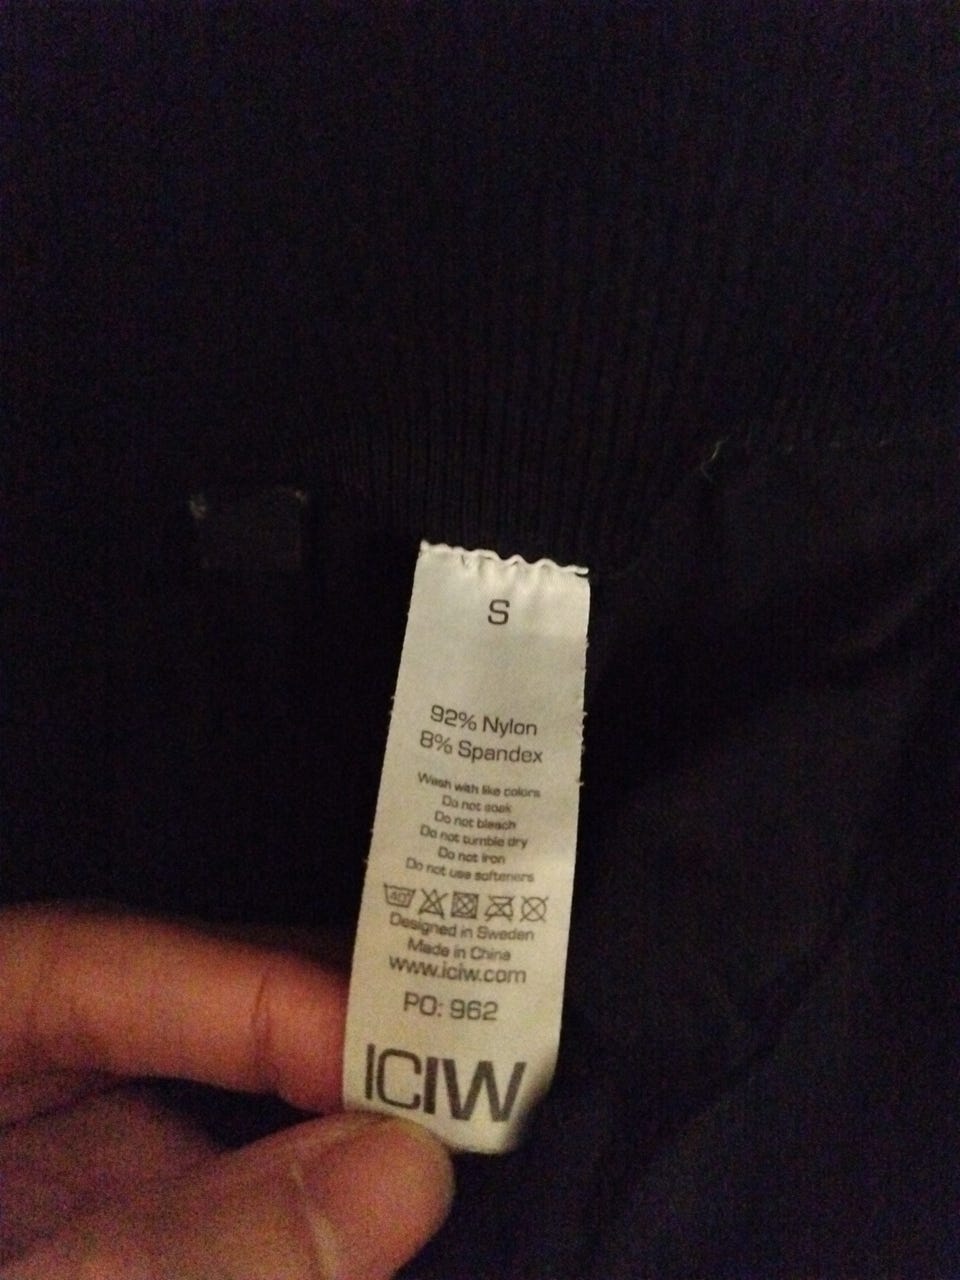 S
92% Nylon
8% Spandex
Wash with like colors
Do not soak
Do not bleach
Do not tumble dry
Do not iron
Do not use softeners
40
Designed in Sweden
Made in China
www.iciw.com
PO: 962
ICIW